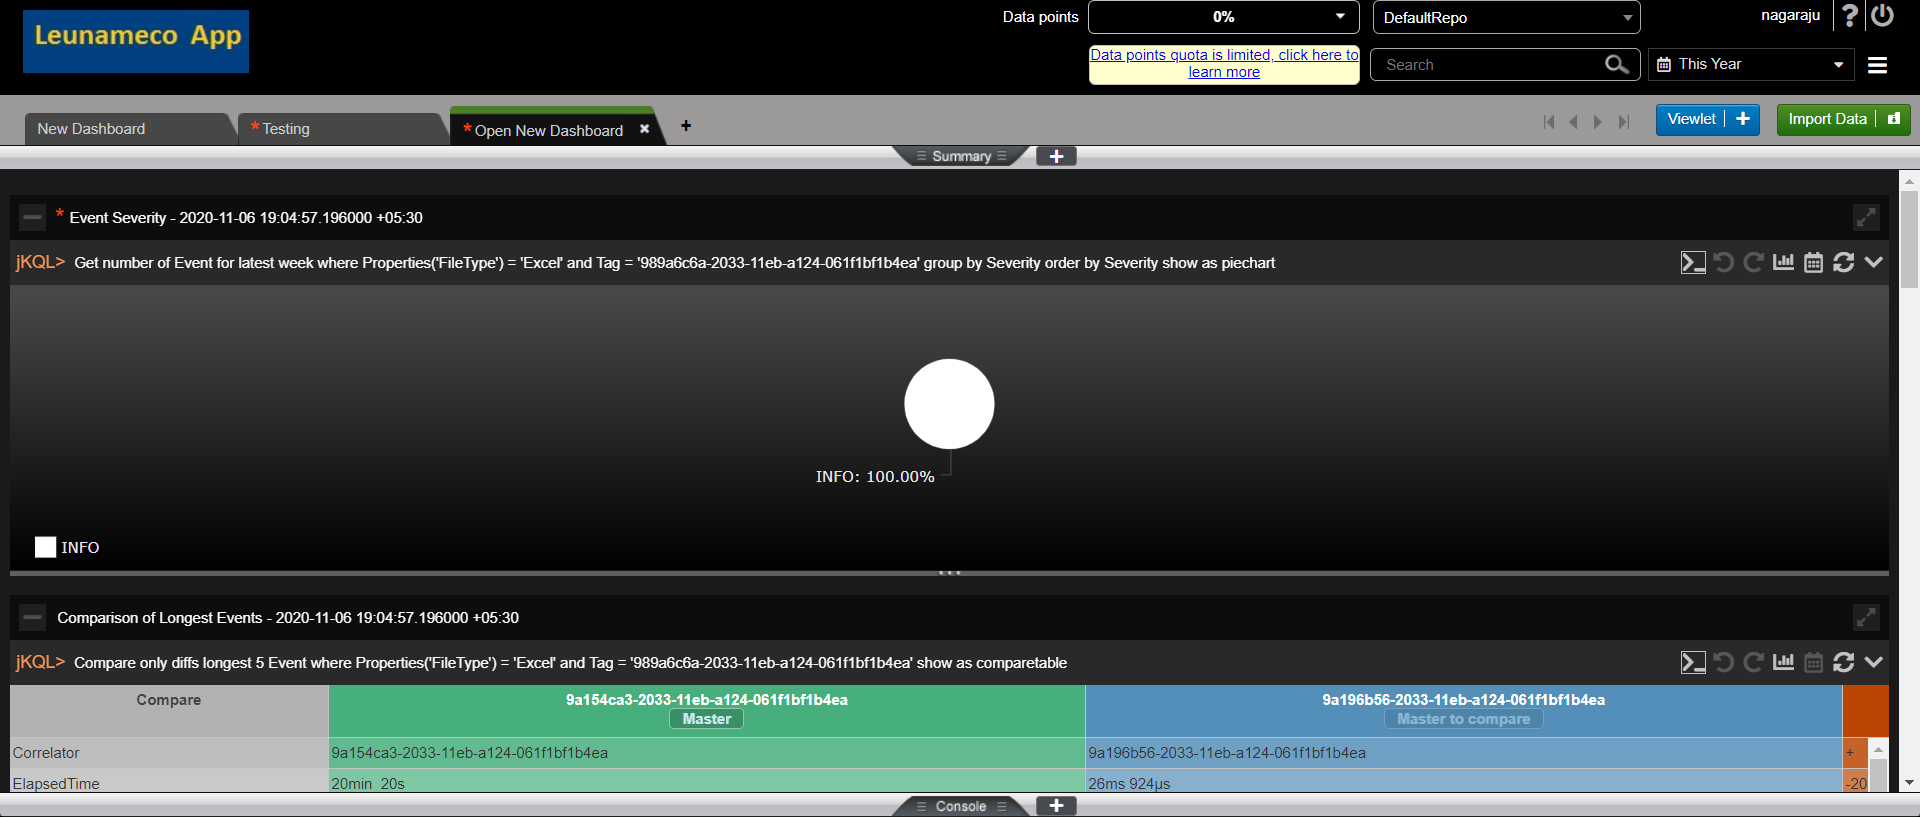 Leunameco App
Data points
0%
DefaultRepo
nagaraju
?
Data points quota is limited, click here to
learn more
Search
This Year
New Dashboard
* Testing
* Open New Dashboard
+
Viewlet +
Import Data
Summary +
* Event Severity - 2020-11-06 19:04:57.196000 +05:30
jKQL> Get number of Event for latest week where Properties('FileType') = 'Excel' and Tag = '989a6c6a-2033-11eb-a124-061f1bf1b4ea' group by Severity order by Severity show as piechart
INFO: 100.00%
INFO
Comparison of Longest Events - 2020-11-06 19:04:57.196000 +05:30
jKQL> Compare only diffs longest 5 Event where Properties('FileType') = 'Excel' and Tag = '989a6c6a-2033-11eb-a124-061f1bf1b4ea' show as comparetable
Compare
9a154ca3-2033-11eb-a124-061f1bf1b4ea
Master
9a196b56-2033-11eb-a124-061f1bf1b4ea
Master to compare
Correlator
9a154ca3-2033-11eb-a124-061f1bf1b4ea
9a196b56-2033-11eb-a124-061f1bf1b4ea
+
ElapsedTime
20min 20s
26ms 924µs
-20
Console +